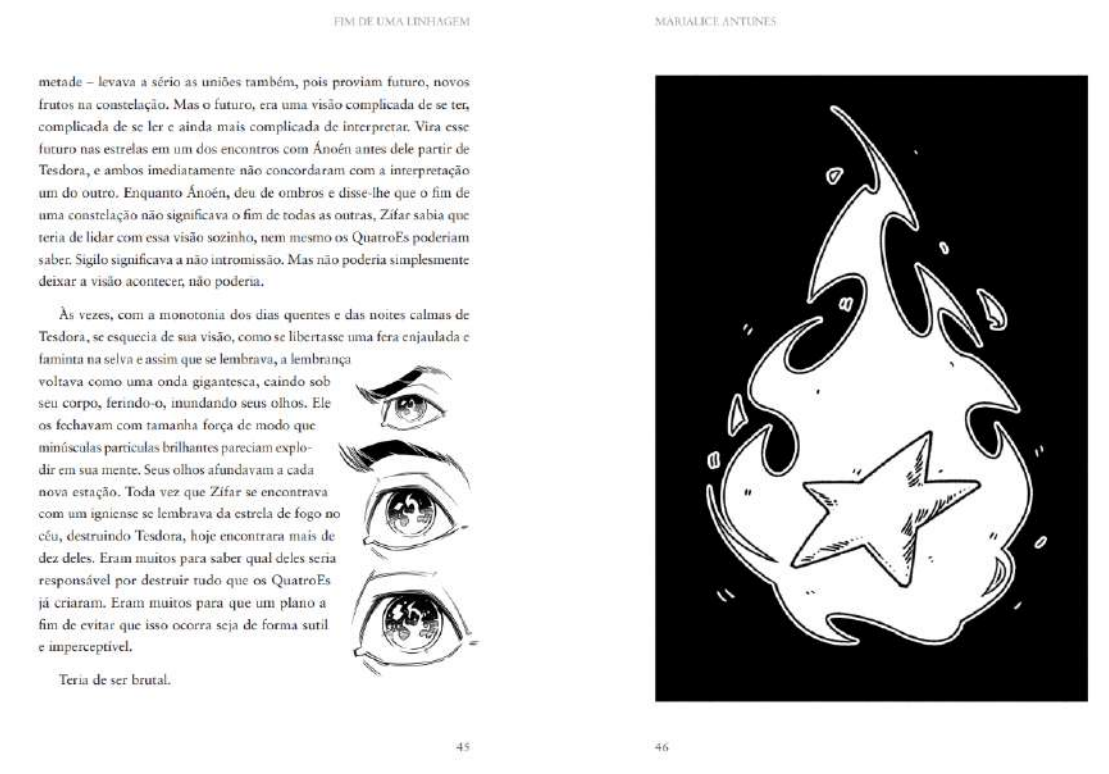 FIM DE UMA LINHAGEM
metade – levava a sério as uniões também, pois proviam futuro, novos
frutos na constelação. Mas o futuro, era uma visão complicada de se ter,
complicada de se ler e ainda mais complicada de interpretar. Vira esse
futuro nas estrelas em um dos encontros com Ánoén antes dele partir de
Tesdora, e ambos imediatamente não concordaram com a interpretação
um do outro. Enquanto Ánoén, deu de ombros e disse-lhe que o fim de
uma constelação não significava o fim de todas as outras, Zífar sabia que
teria de lidar com essa visão sozinho, nem mesmo os QuatroEs poderiam
saber. Sigilo significava a não intromissão. Mas não poderia simplesmente
deixar a visão acontecer, não poderia.
Às vezes, com a monotonia dos dias quentes e das noites calmas de
Tesdora, se esquecia de sua visão, como se libertasse uma fera enjaulada e
faminta na selva e assim que se lembrava, a lembrança
voltava como uma onda gigantesca, caindo sob
seu corpo, ferindo-o, inundando seus olhos. Ele
os fechavam com tamanha força de modo que
minúsculas partículas brilhantes pareciam explo-
dir em sua mente. Seus olhos afundavam a cada
nova estação. Toda vez que Zífar se encontrava
com um igniense se lembrava da estrela de fogo no
céu, destruindo Tesdora, hoje encontrara mais de
dez deles. Eram muitos para saber qual deles seria
responsável por destruir tudo que os QuatroEs
já criaram. Eram muitos para que um plano a
fim de evitar que isso ocorra seja de forma sutil
e imperceptível.
Teria de ser brutal.
45
MARIALICE ANTUNES
46